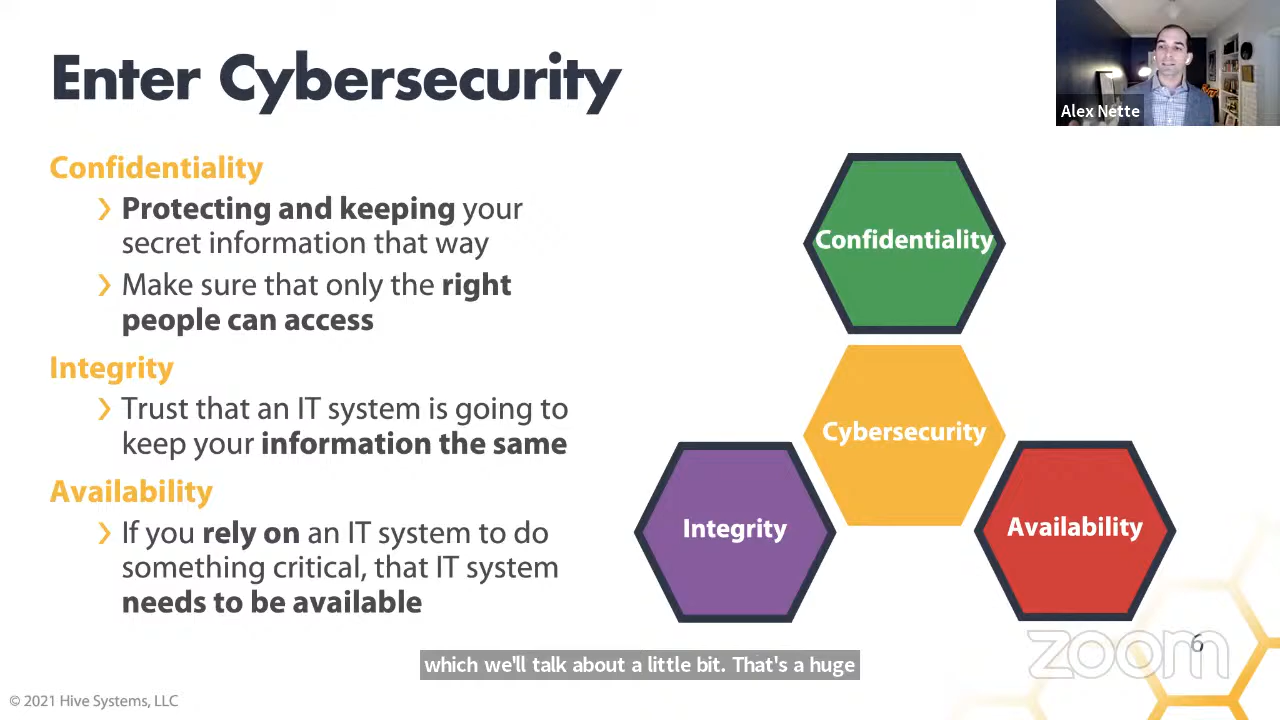 Enter Cybersecurity
Alex Nette
Confidentiality
❯ Protecting and keeping your
secret information that way
❯ Make sure that only the right
people can access
Integrity
❯ Trust that an IT system is going to
keep your information the same
Availability
❯ If you rely on an IT system to do
something critical, that IT system
needs to be available
Confidentiality
Cybersecurity
Integrity
Availability
which we'll talk about a little bit. That's a huge
zoom
6
© 2021 Hive Systems, LLC